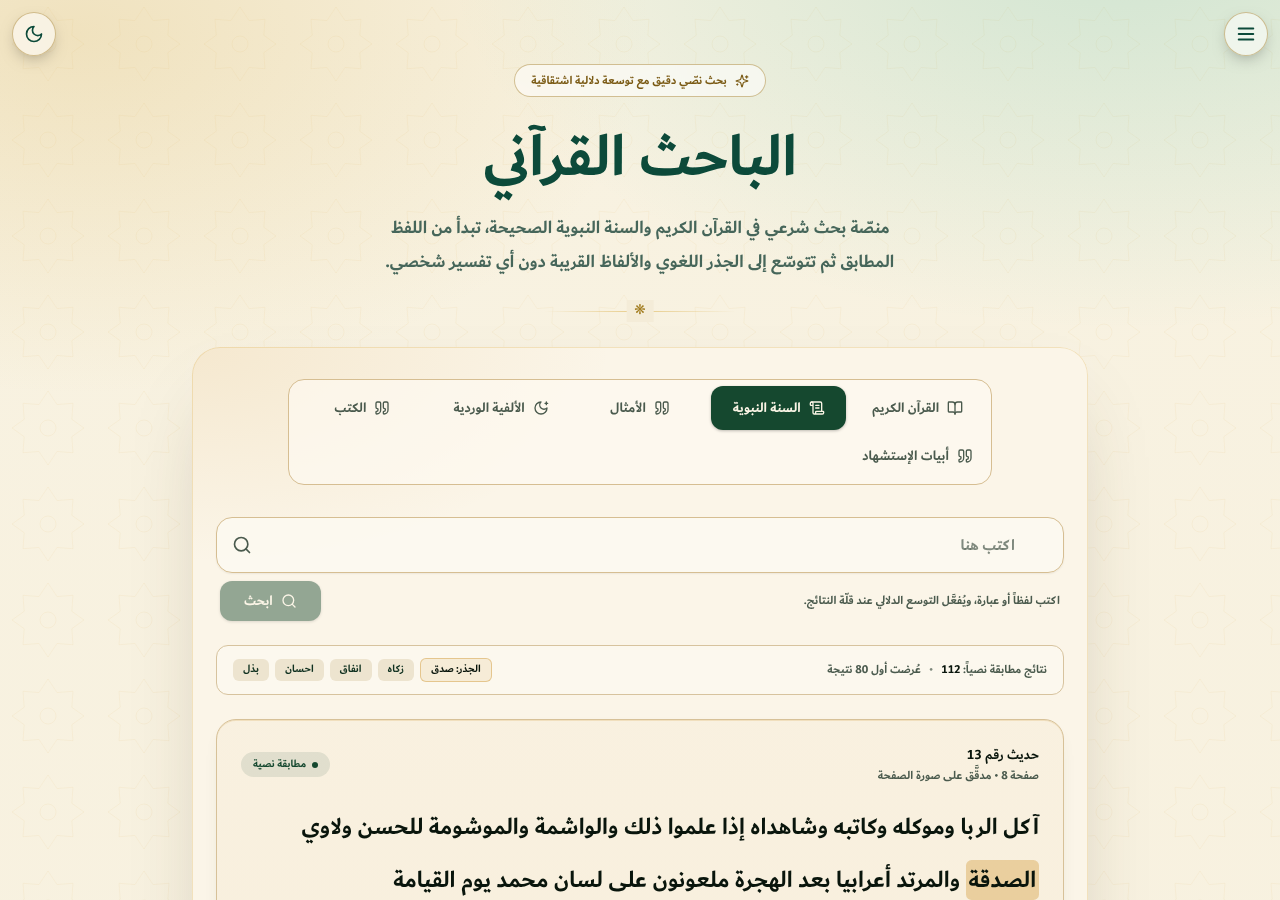 بحث نصّي دقيق مع توسعة دلالية اشتقاقية
الباحث القرآني
منصّة بحث شرعي في القرآن الكريم والسنة النبوية الصحيحة، تبدأ من اللفظ
المطابق ثم تتوسّع إلى الجذر اللغوي والألفاظ القريبة دون أي تفسير شخصي.
القرآن الكريم السنة النبوية الأمثال الألفية الوردية الكتب
أبيات الإستشهاد
اكتب هنا
اكتب لفظاً أو عبارة، ويُفعَّل التوسع الدلالي عند قلّة النتائج. ابحث
نتائج مطابقة نصياً: 112 • عُرضت أول 80 نتيجة الجذر: صدق زكاه انفاق احسان بذل
حديث رقم 13
مطابقة نصية
صفحة 8 • مدقَّق على صورة الصفحة
آكل الربا وموكله وكاتبه وشاهداه إذا علموا ذلك والواشمة والموشومة للحسن ولاوي
الصدقة والمرتد أعرابيا بعد الهجرة ملعونون على لسان محمد يوم القيامة